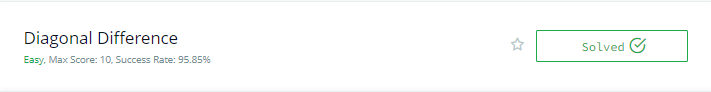 Diagonal Difference
Solved
Easy, Max Score: 10, Success Rate: 95.85%